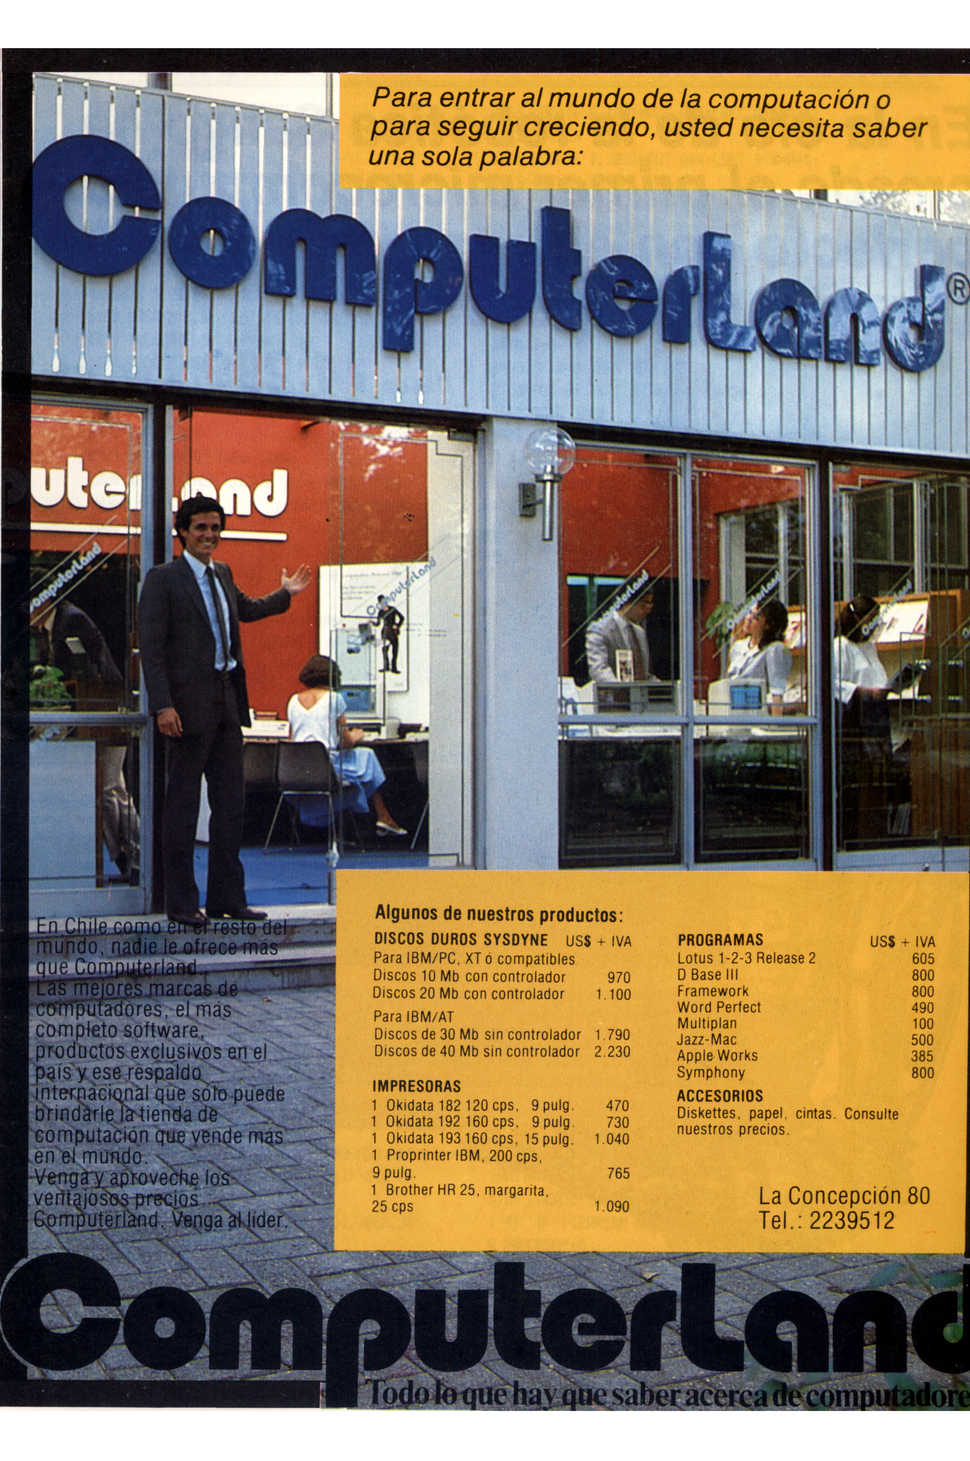 Para entrar al mundo de la computación o
para seguir creciendo, usted necesita saber
una sola palabra:
ComputerLand®
uterLand
ComputerLand
ComputerLand
ComputerLand
ComputerLand
ComputerLand
En Chile como en el resto del
mundo, nadie le ofrece más
que Computerland.
Las mejores marcas de
computadores, el más
completo software,
productos exclusivos en el
país y ese respaldo
internacional que sólo puede
brindarle la tienda de
computación que vende más
en el mundo.
Venga y aproveche los
ventajosos precios
Computerland. Venga al líder.
Algunos de nuestros productos:
DISCOS DUROS SYSDYNE US$ + IVA
Para IBM/PC, XT ó compatibles
Discos 10 Mb con controlador 970
Discos 20 Mb con controlador 1.100
Para IBM/AT
Discos de 30 Mb sin controlador 1.790
Discos de 40 Mb sin controlador 2.230
IMPRESORAS
1 Okidata 182 120 cps, 9 pulg. 470
1 Okidata 192 160 cps, 9 pulg. 730
1 Okidata 193 160 cps, 15 pulg. 1.040
1 Proprinter IBM, 200 cps,
9 pulg. 765
1 Brother HR 25, margarita,
25 cps 1.090
PROGRAMAS US$ + IVA
Lotus 1-2-3 Release 2 605
D Base III 800
Framework 800
Word Perfect 490
Multiplan 100
Jazz-Mac 500
Apple Works 385
Symphony 800
ACCESORIOS
Diskettes, papel, cintas. Consulte
nuestros precios.
La Concepción 80
Tel.: 2239512
ComputerLand
Todo lo que hay que saber acerca de computadore